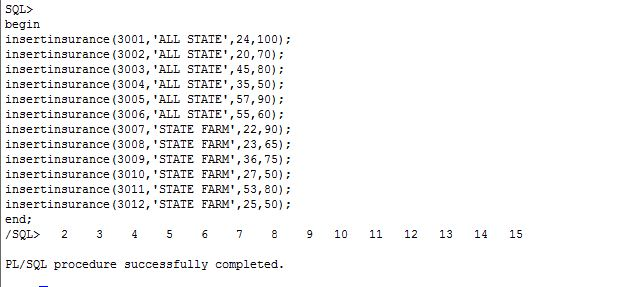 SQL>
begin
insertinsurance(3001,'ALL STATE',24,100);
insertinsurance(3002,'ALL STATE',20,70);
insertinsurance(3003,'ALL STATE',45,80);
insertinsurance(3004,'ALL STATE',35,50);
insertinsurance(3005,'ALL STATE',57,90);
insertinsurance(3006,'ALL STATE',55,60);
insertinsurance(3007,'STATE FARM',22,90);
insertinsurance(3008,'STATE FARM',23,65);
insertinsurance(3009,'STATE FARM',36,75);
insertinsurance(3010,'STATE FARM',27,50);
insertinsurance(3011,'STATE FARM',53,80);
insertinsurance(3012,'STATE FARM',25,50);
end;
/SQL> 2 3 4 5 6 7 8 9 10 11 12 13 14 15
PL/SQL procedure successfully completed.